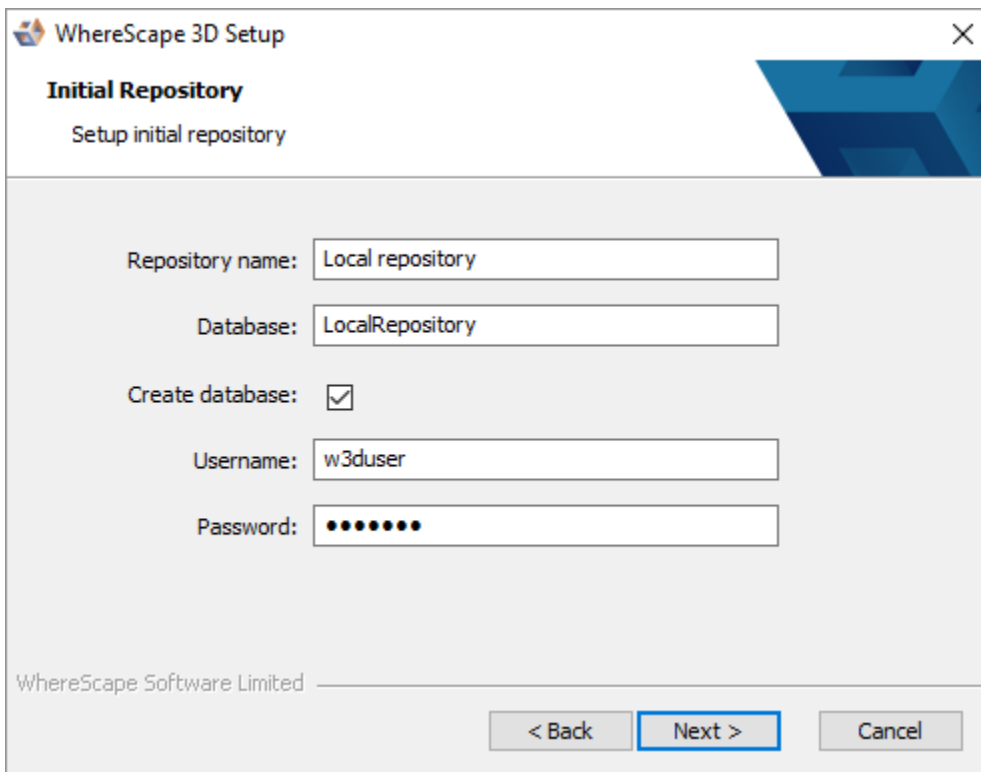 WhereScape 3D Setup
Initial Repository
Setup initial repository
Repository name: Local repository
Database: LocalRepository
Create database:
Username: w3duser
Password: •••••••
WhereScape Software Limited
< Back Next > Cancel